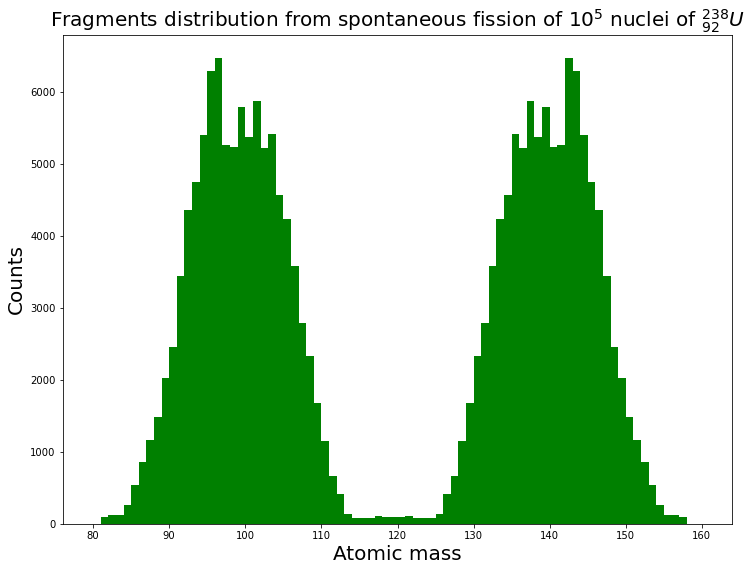 Fragments distribution from spontaneous fission of 10⁵ nuclei of ²³⁸₉₂U
6000
5000
4000
3000
2000
1000
0
Counts
80 90 100 110 120 130 140 150 160
Atomic mass